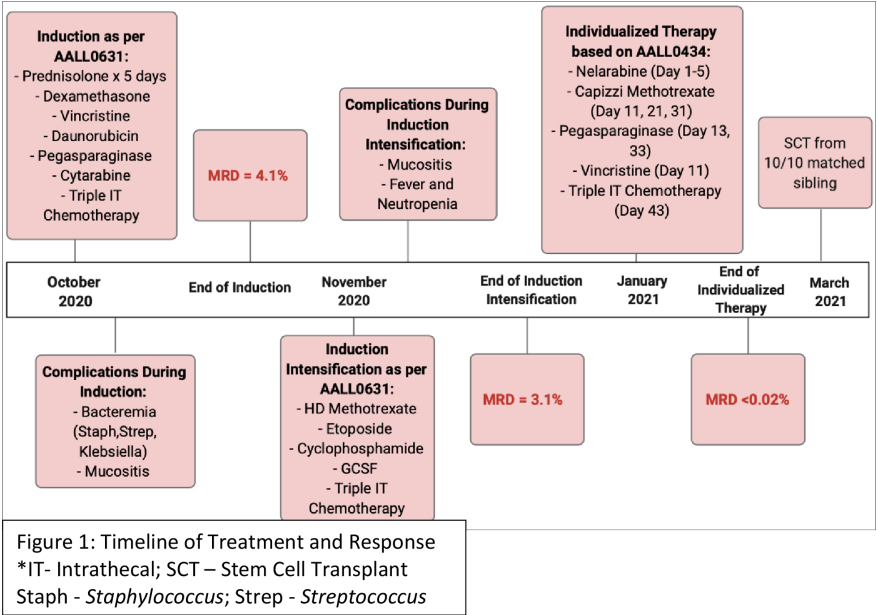 Induction as per
AALL0631:
- Prednisolone x 5 days
- Dexamethasone
- Vincristine
- Daunorubicin
- Pegasparaginase
- Cytarabine
- Triple IT
Chemotherapy
MRD = 4.1%
Complications During
Induction
Intensification:
- Mucositis
- Fever and
Neutropenia
Individualized Therapy
based on AALL0434:
- Nelarabine (Day 1-5)
- Capizzi Methotrexate
(Day 11, 21, 31)
- Pegasparaginase (Day 13,
33)
- Vincristine (Day 11)
- Triple IT Chemotherapy
(Day 43)
SCT from
10/10 matched
sibling
October
2020
End of Induction
November
2020
End of Induction
Intensification
January
2021
End of
Individualized
Therapy
March
2021
Complications During
Induction:
- Bacteremia
(Staph,Strep,
Klebsiella)
- Mucositis
Induction
Intensification as per
AALL0631:
- HD Methotrexate
- Etoposide
- Cyclophosphamide
- GCSF
- Triple IT
Chemotherapy
MRD = 3.1%
MRD <0.02%
Figure 1: Timeline of Treatment and Response
*IT- Intrathecal; SCT – Stem Cell Transplant
Staph - Staphylococcus; Strep - Streptococcus